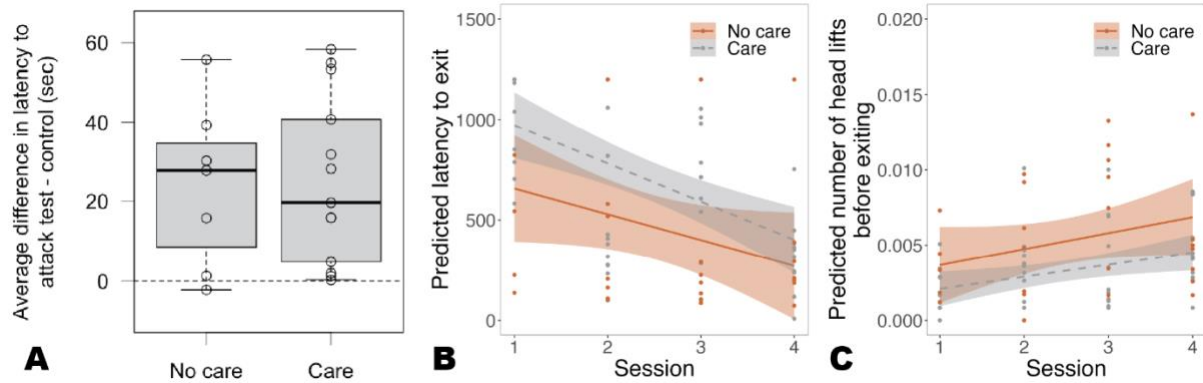 Average difference in latency to
attack test - control (sec)
60
40
20
0
No care
Care
A
Predicted latency to exit
1500
1000
500
0
No care
Care
1
2
3
4
Session
B
Predicted number of head lifts
before exiting
0.020
0.015
0.010
0.005
0.000
No care
Care
1
2
3
4
Session
C